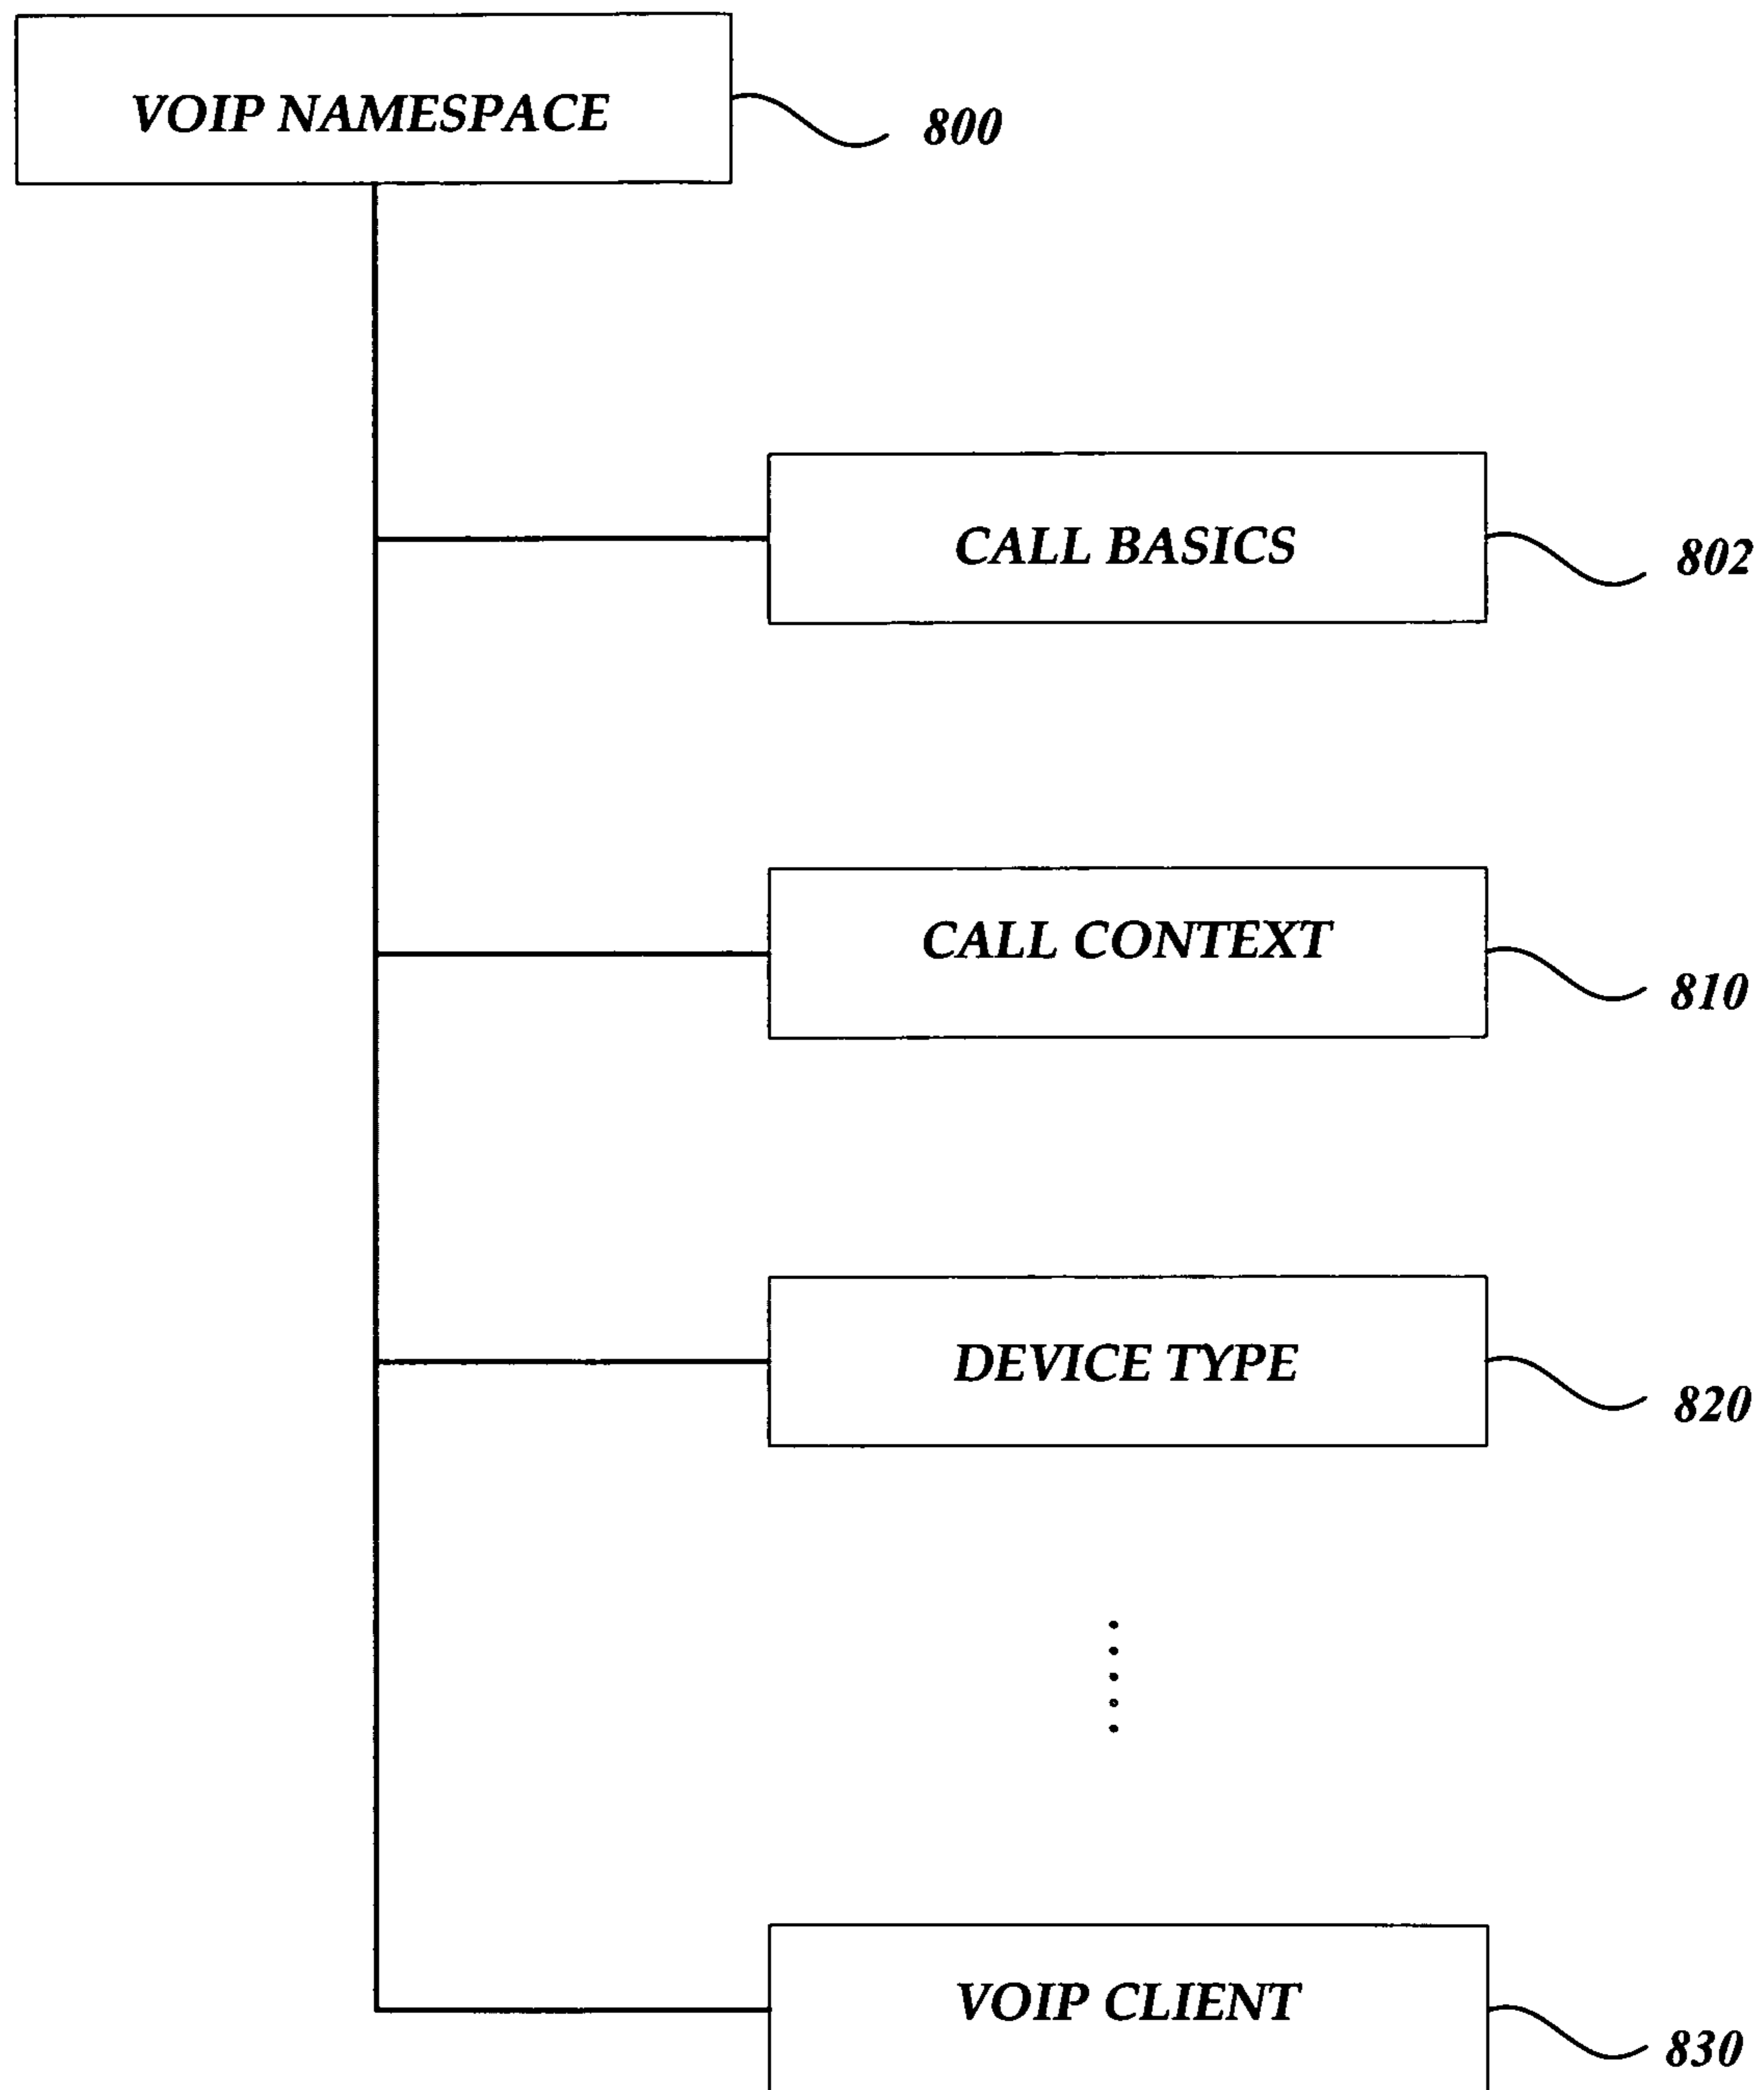 VOIP NAMESPACE
800
CALL BASICS
802
CALL CONTEXT
810
DEVICE TYPE
820
VOIP CLIENT
830